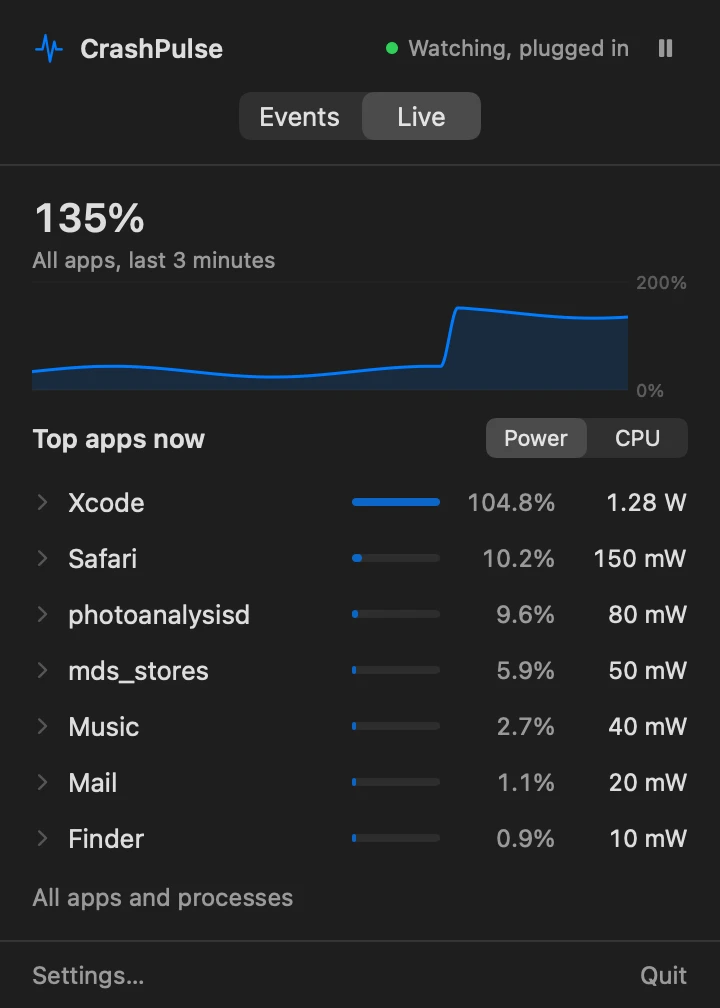 CrashPulse
Watching, plugged in
Events Live
135%
All apps, last 3 minutes
200%
0%
Top apps now
Power CPU
Xcode 104.8% 1.28 W
Safari 10.2% 150 mW
photoanalysisd 9.6% 80 mW
mds_stores 5.9% 50 mW
Music 2.7% 40 mW
Mail 1.1% 20 mW
Finder 0.9% 10 mW
All apps and processes
Settings... Quit